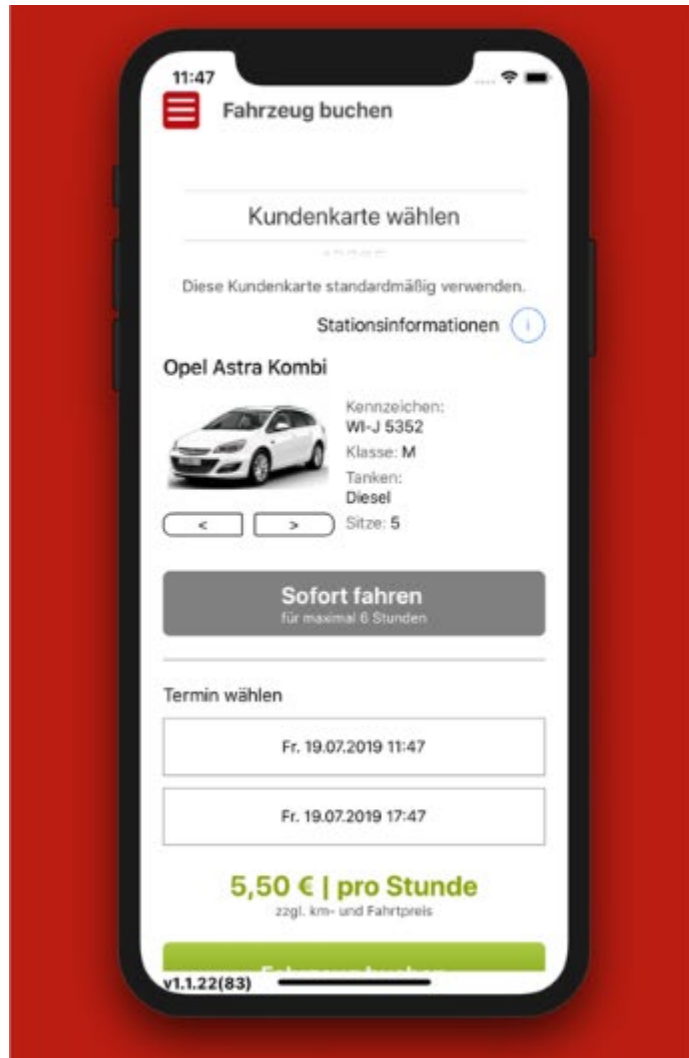 11:47
Fahrzeug buchen
Kundenkarte wählen
Diese Kundenkarte standardmäßig verwenden.
Stationsinformationen i
Opel Astra Kombi
Kennzeichen:
WI-J 5352
Klasse: M
Tanken:
Diesel
Sitze: 5
< >
Sofort fahren
für maximal 6 Stunden
Termin wählen
Fr. 19.07.2019 11:47
Fr. 19.07.2019 17:47
5,50 € | pro Stunde
zzgl. km- und Fahrtpreis
v1.1.22(83)